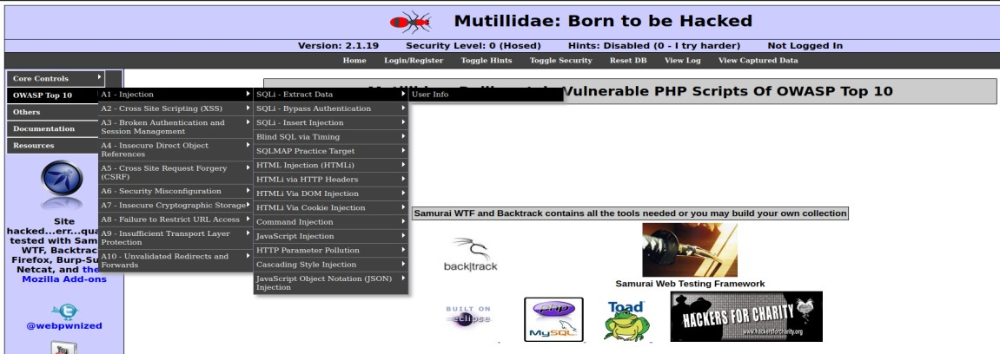 Mutillidae: Born to be Hacked
Version: 2.1.19 Security Level: 0 (Hosed) Hints: Disabled (0 - I try harder) Not Logged In
Home Login/Register Toggle Hints Toggle Security Reset DB View Log View Captured Data
Core Controls
OWASP Top 10
Others
Documentation
Resources
A1 - Injection
A2 - Cross Site Scripting (XSS)
A3 - Broken Authentication and
Session Management
A4 - Insecure Direct Object
References
A5 - Cross Site Request Forgery
(CSRF)
A6 - Security Misconfiguration
A7 - Insecure Cryptographic Storage
A8 - Failure to Restrict URL Access
A9 - Insufficient Transport Layer
Protection
A10 - Unvalidated Redirects and
Forwards
SQLi - Extract Data
SQLi - Bypass Authentication
SQLi - Insert Injection
Blind SQL via Timing
SQLMAP Practice Target
HTML Injection (HTMLi)
HTMLi via HTTP Headers
HTMLi Via DOM Injection
HTMLi Via Cookie Injection
Command Injection
JavaScript Injection
HTTP Parameter Pollution
Cascading Style Injection
JavaScript Object Notation (JSON)
Injection
User Info
Vulnerable PHP Scripts Of OWASP Top 10
Site
hacked...err...qua
tested with Sam
WTF, Backtrac
Firefox, Burp-Su
Netcat, and the
Mozilla Add-ons
@webpwnized
You
Samurai WTF and Backtrack contains all the tools needed or you may build your own collection
back|track
Samurai Web Testing Framework
BUILT ON
eclipse
php
MySQL
Toad
HACKERS FOR CHARITY
www.hackersforcharity.org